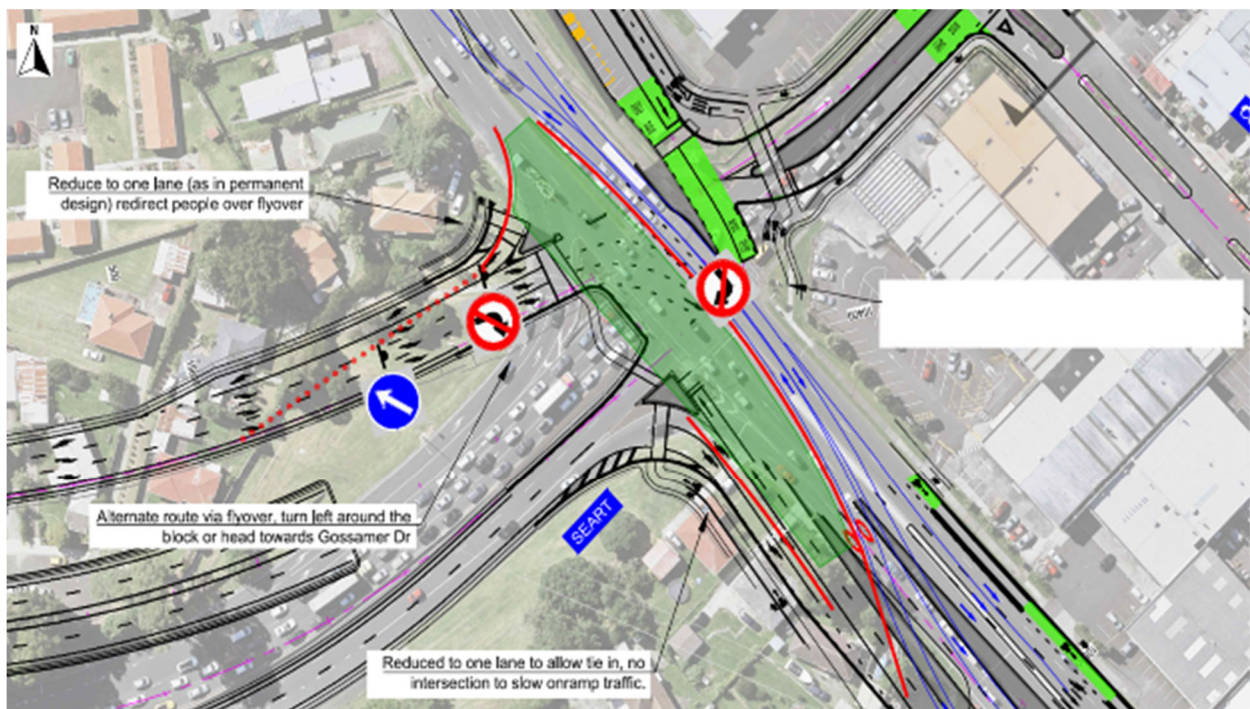 N
Reduce to one lane (as in permanent
design) redirect people over flyover
Alternate route via flyover, turn left around the
block or head towards Gossamer Dr
SEART
Reduced to one lane to allow tie in, no
intersection to slow onramp traffic.